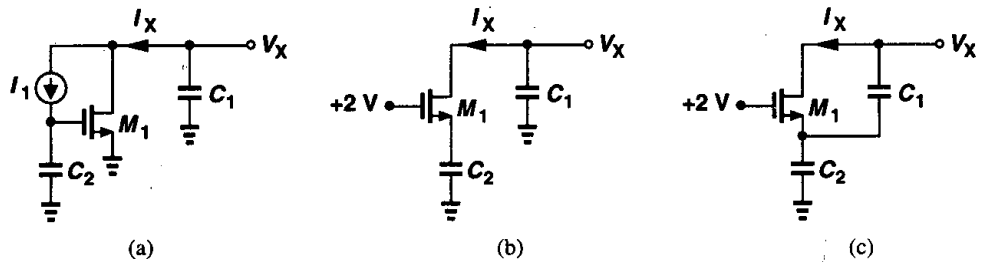 I_X
V_X
I_1
M_1
C_1
C_2
(a)
I_X
V_X
+2 V
M_1
C_1
C_2
(b)
I_X
V_X
+2 V
M_1
C_1
C_2
(c)